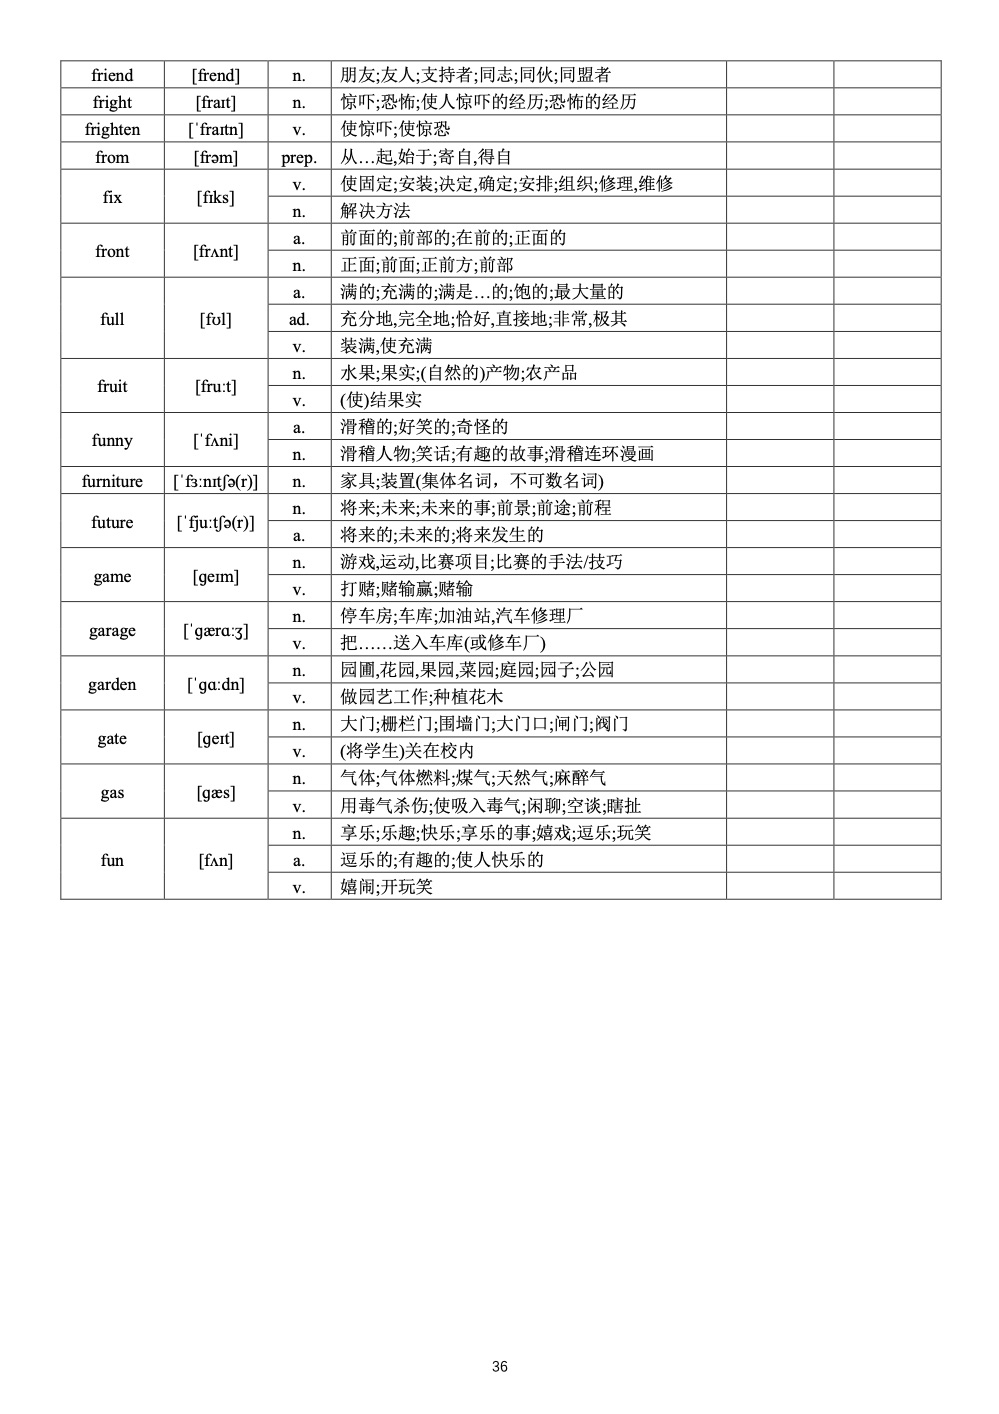 friend [frend] n. 朋友;友人;支持者;同志;同伙;同盟者
fright [fraɪt] n. 惊吓;恐怖;使人惊吓的经历;恐怖的经历
frighten [ˈfraɪtn] v. 使惊吓;使惊恐
from [frəm] prep. 从…起,始于;寄自,得自
fix [fɪks] v. 使固定;安装;决定,确定;安排;组织;修理,维修
n. 解决方法
front [frʌnt] a. 前面的;前部的;在前的;正面的
n. 正面;前面;正前方;前部
full [fʊl] a. 满的;充满的;满是…的;饱的;最大量的
ad. 充分地,完全地;恰好,直接地;非常,极其
v. 装满,使充满
fruit [fruːt] n. 水果;果实;(自然的)产物;农产品
v. (使)结果实
funny [ˈfʌni] a. 滑稽的;好笑的;奇怪的
n. 滑稽人物;笑话;有趣的故事;滑稽连环漫画
furniture [ˈfɜːnɪtʃə(r)] n. 家具;装置(集体名词，不可数名词)
future [ˈfjuːtʃə(r)] n. 将来;未来;未来的事;前景;前途;前程
a. 将来的;未来的;将来发生的
game [ɡeɪm] n. 游戏,运动,比赛项目;比赛的手法/技巧
v. 打赌;赌输赢;赌输
garage [ˈɡærɑːʒ] n. 停车房;车库;加油站,汽车修理厂
v. 把……送入车库(或修车厂)
garden [ˈɡɑːdn] n. 园圃,花园,果园,菜园;庭园;园子;公园
v. 做园艺工作;种植花木
gate [ɡeɪt] n. 大门;栅栏门;围墙门;大门口;闸门;阀门
v. (将学生)关在校内
gas [ɡæs] n. 气体;气体燃料;煤气;天然气;麻醉气
v. 用毒气杀伤;使吸入毒气;闲聊;空谈;瞎扯
fun [fʌn] n. 享乐;乐趣;快乐;享乐的事;嬉戏;逗乐;玩笑
a. 逗乐的;有趣的;使人快乐的
v. 嬉闹;开玩笑
36